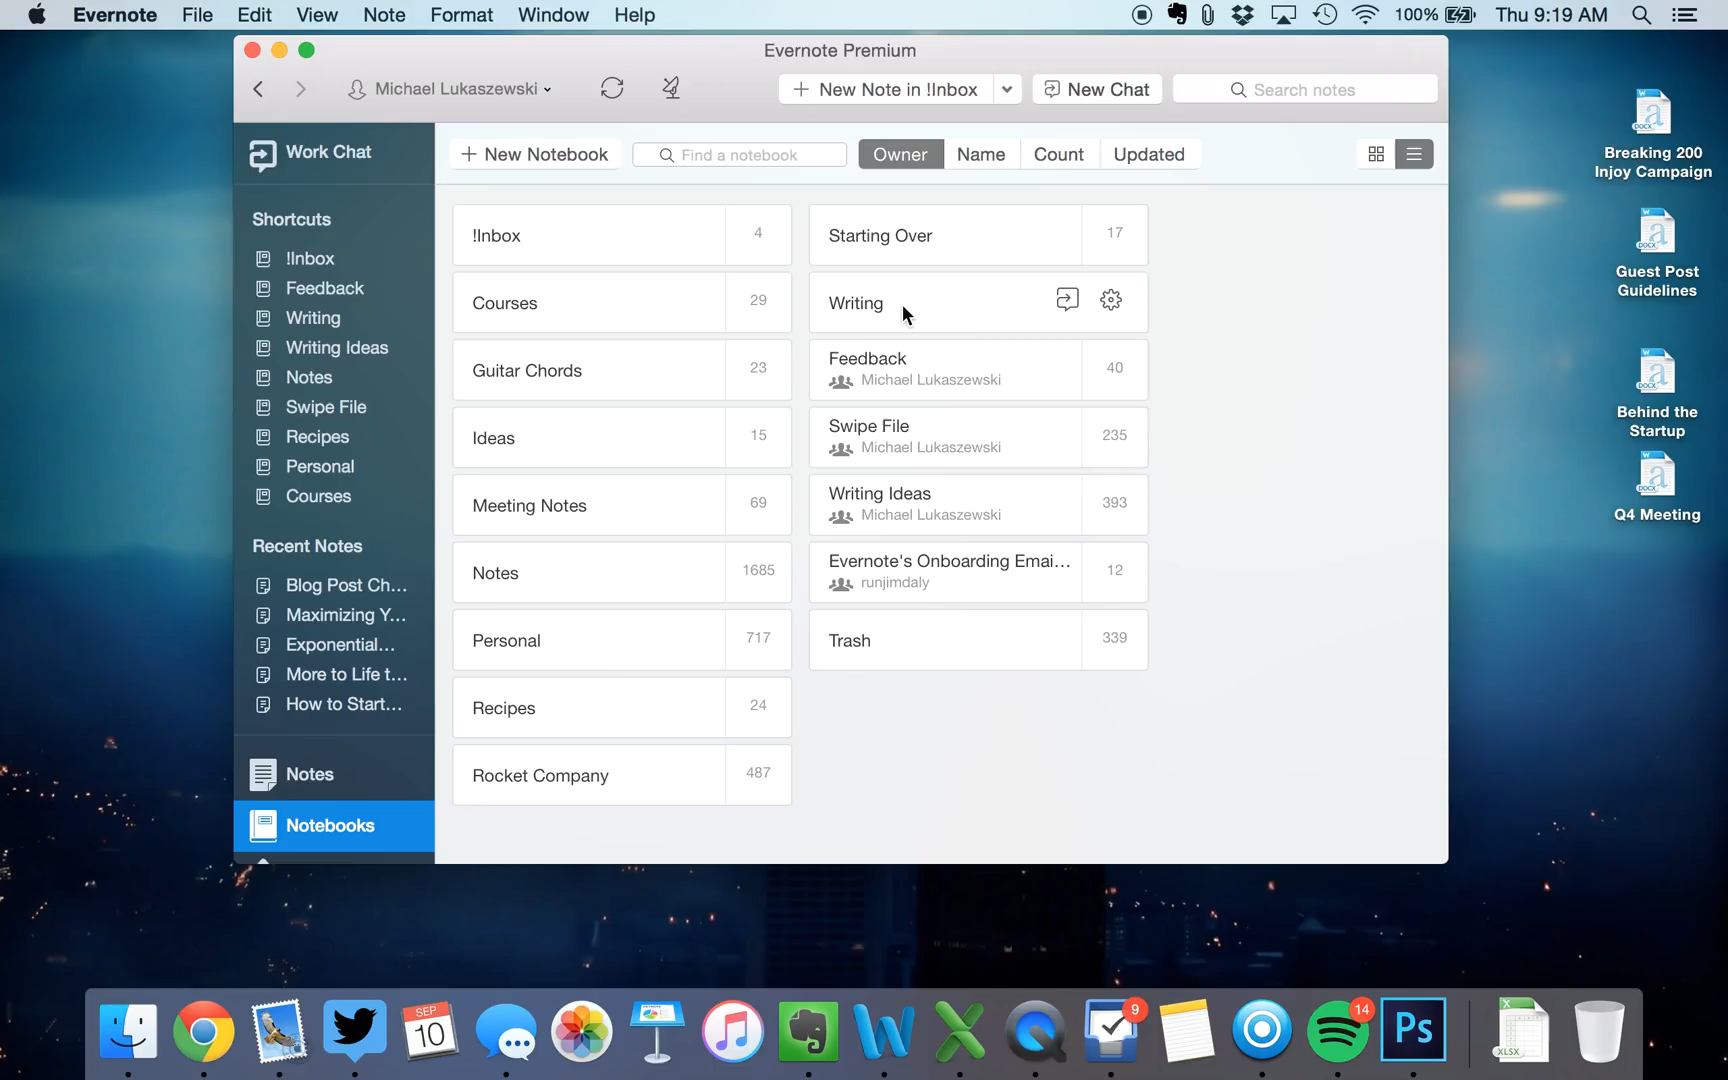 Evernote File Edit View Note Format Window Help
100% Thu 9:19 AM
Evernote Premium
Michael Lukaszewski
New Note in !Inbox
New Chat
Search notes
Work Chat
Shortcuts
!Inbox
Feedback
Writing
Writing Ideas
Notes
Swipe File
Recipes
Personal
Courses
Recent Notes
Blog Post Ch...
Maximizing Y...
Exponential...
More to Life t...
How to Start...
Notes
Notebooks
+ New Notebook
Find a notebook
Owner Name Count Updated
!Inbox 4
Courses 29
Guitar Chords 23
Ideas 15
Meeting Notes 69
Notes 1685
Personal 717
Recipes 24
Rocket Company 487
Starting Over 17
Writing
Feedback 40
Michael Lukaszewski
Swipe File 235
Michael Lukaszewski
Writing Ideas 393
Michael Lukaszewski
Evernote's Onboarding Emai... 12
runjimdaly
Trash 339
DOCX
Breaking 200
Injoy Campaign
DOCX
Guest Post
Guidelines
DOCX
Behind the
Startup
DOCX
Q4 Meeting
SEP
10
9
14
Ps
XLSX